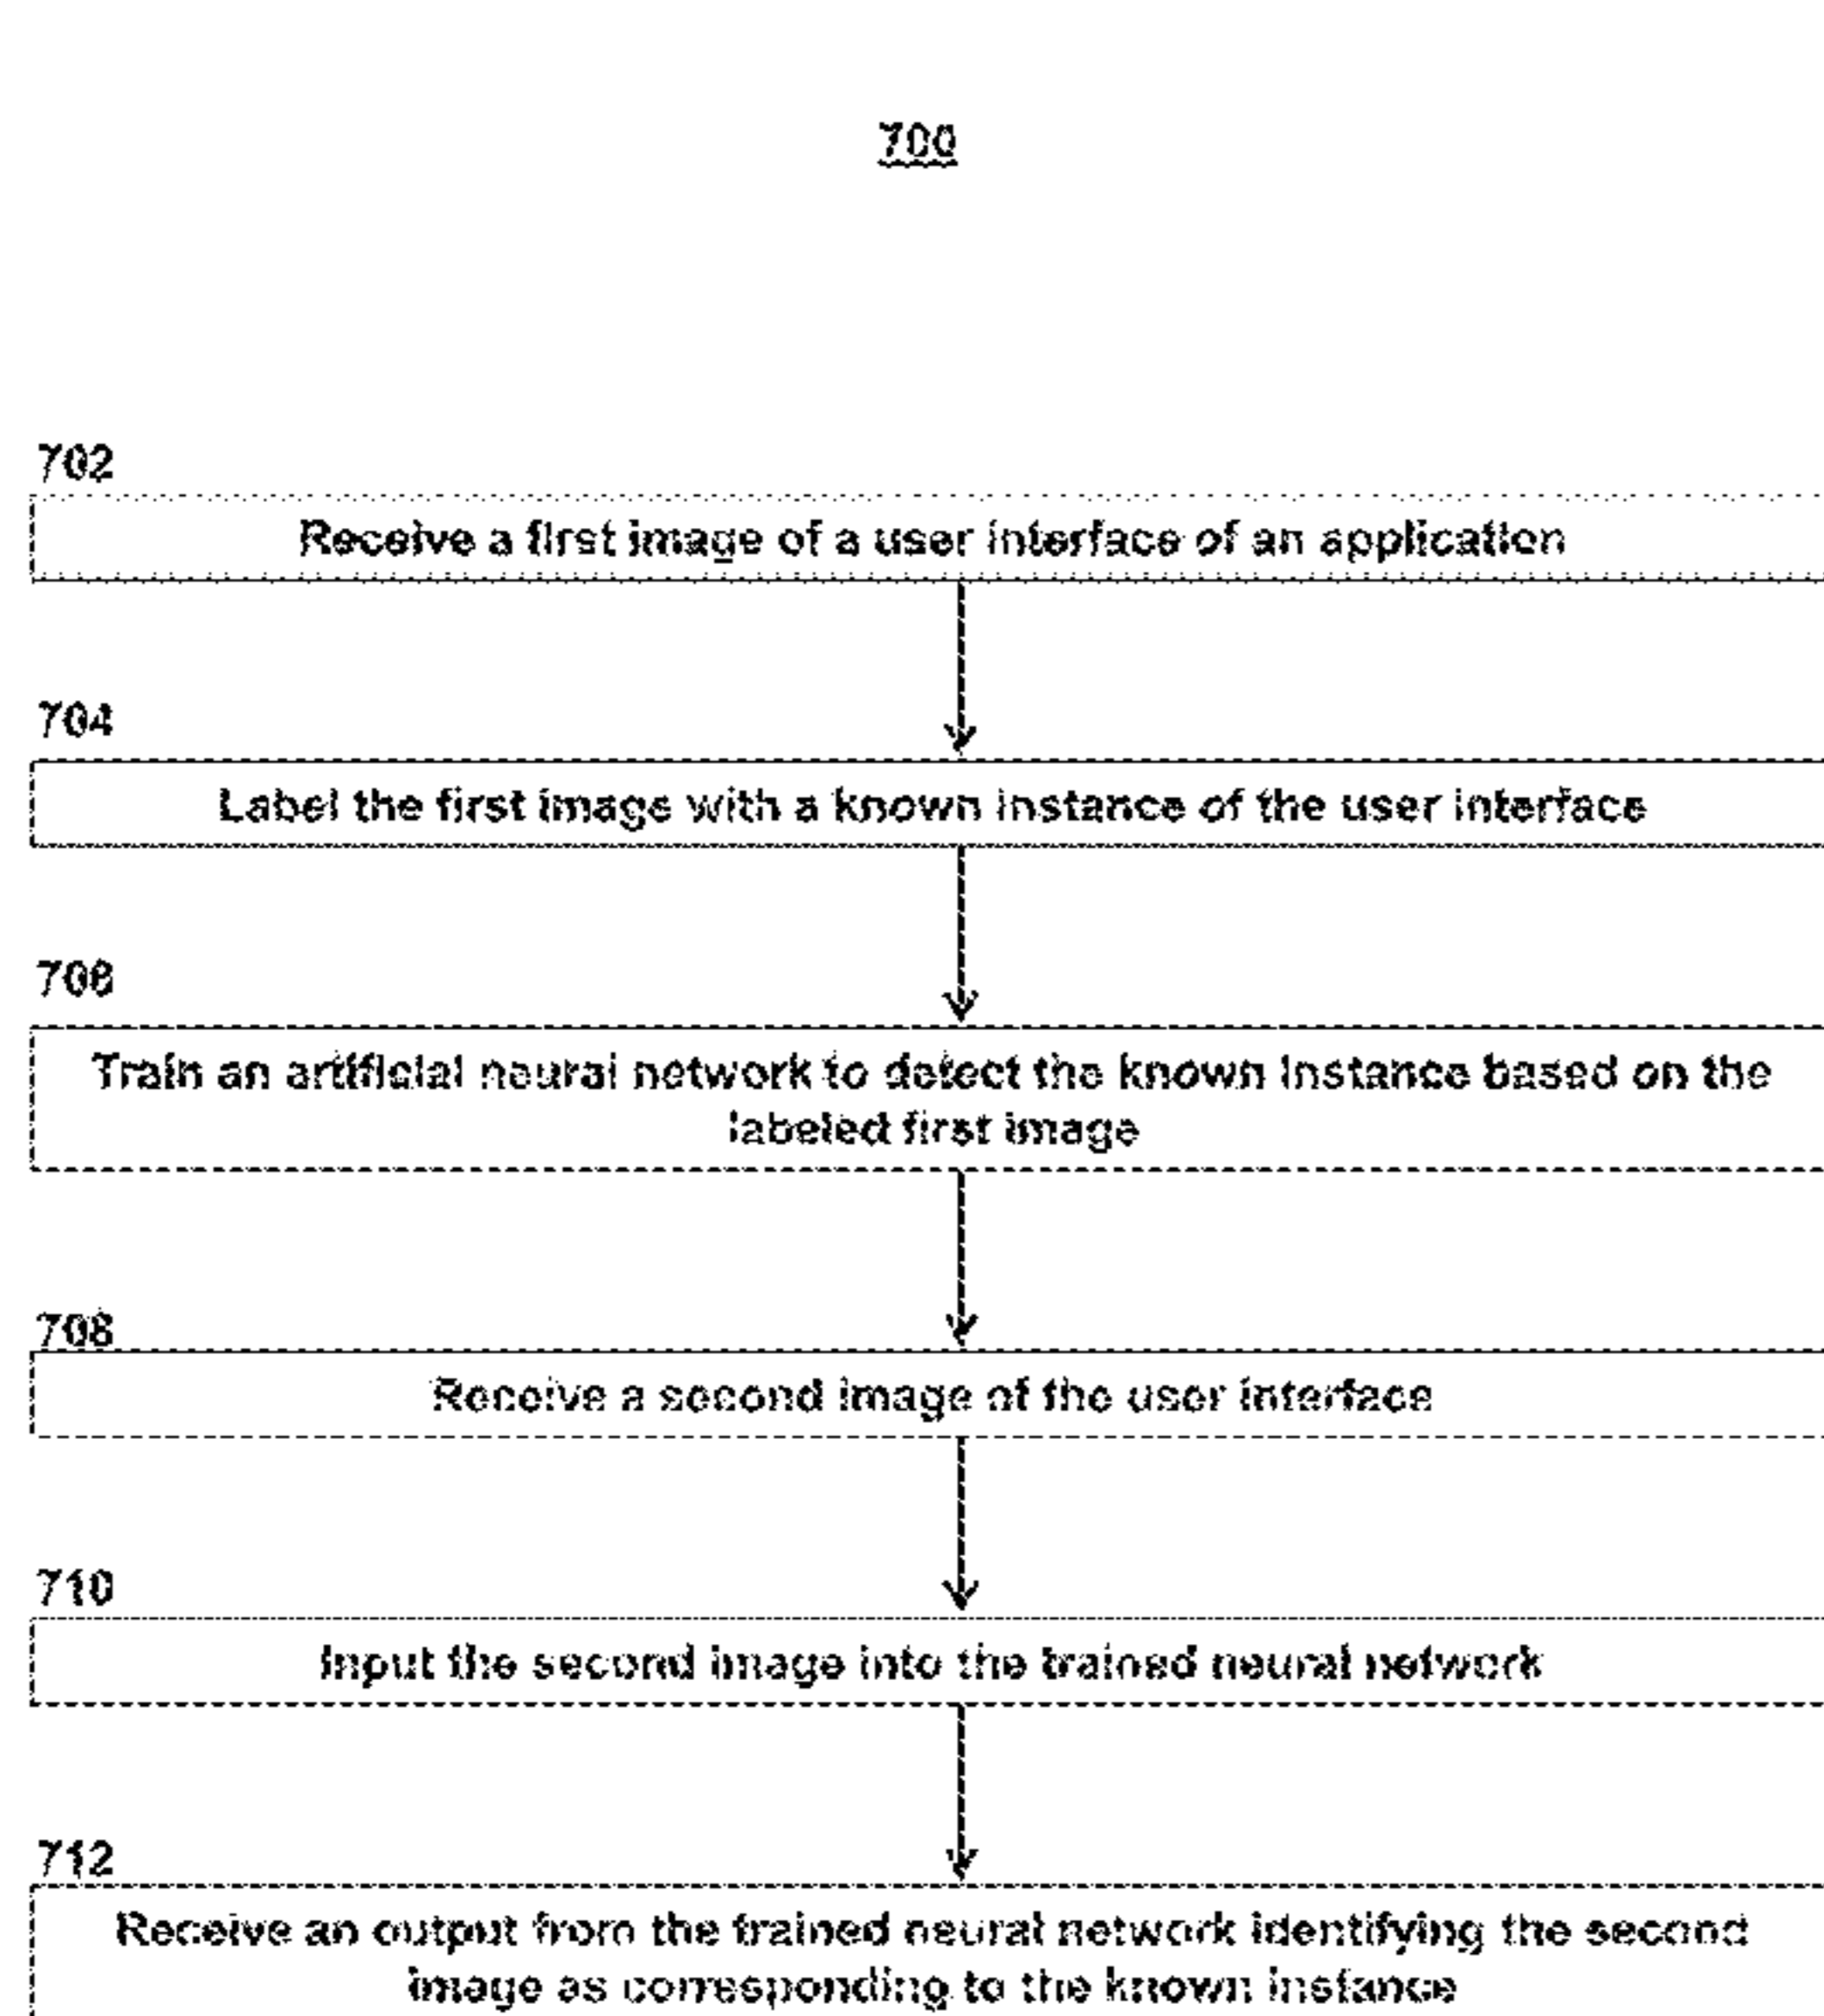 700
702
Receive a first image of a user interface of an application
704
Label the first image with a known instance of the user interface
706
Train an artificial neural network to detect the known instance based on the
labeled first image
708
Receive a second image of the user interface
710
Input the second image into the trained neural network
712
Receive an output from the trained neural network identifying the second
image as corresponding to the known instance